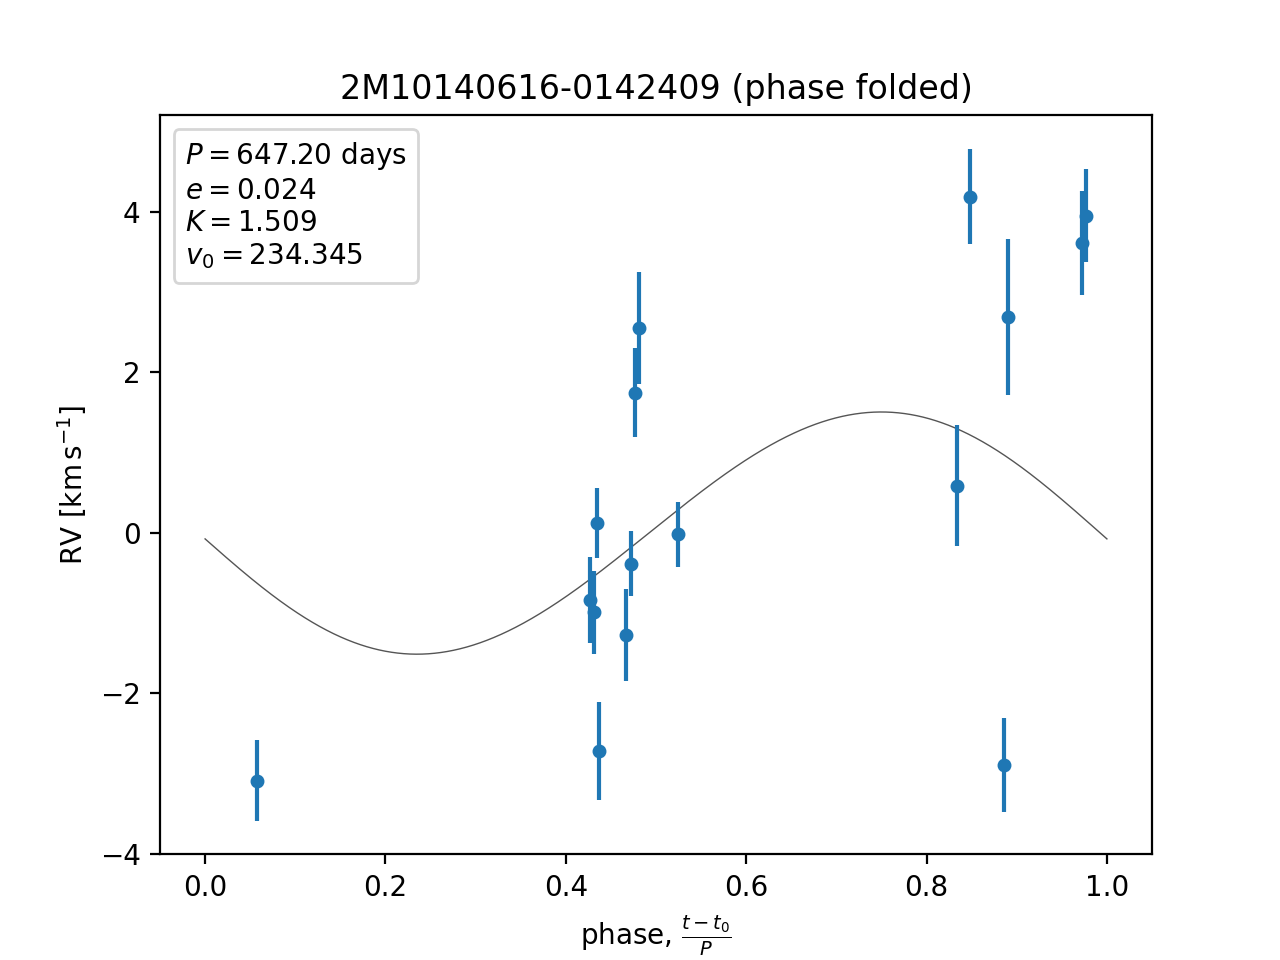 2M10140616-0142409 (phase folded)
P = 647.20 days
e = 0.024
K = 1.509
v₀ = 234.345
RV [km s⁻¹]
4
2
0
−2
−4
0.0 0.2 0.4 0.6 0.8 1.0
phase, (t − t₀)/P